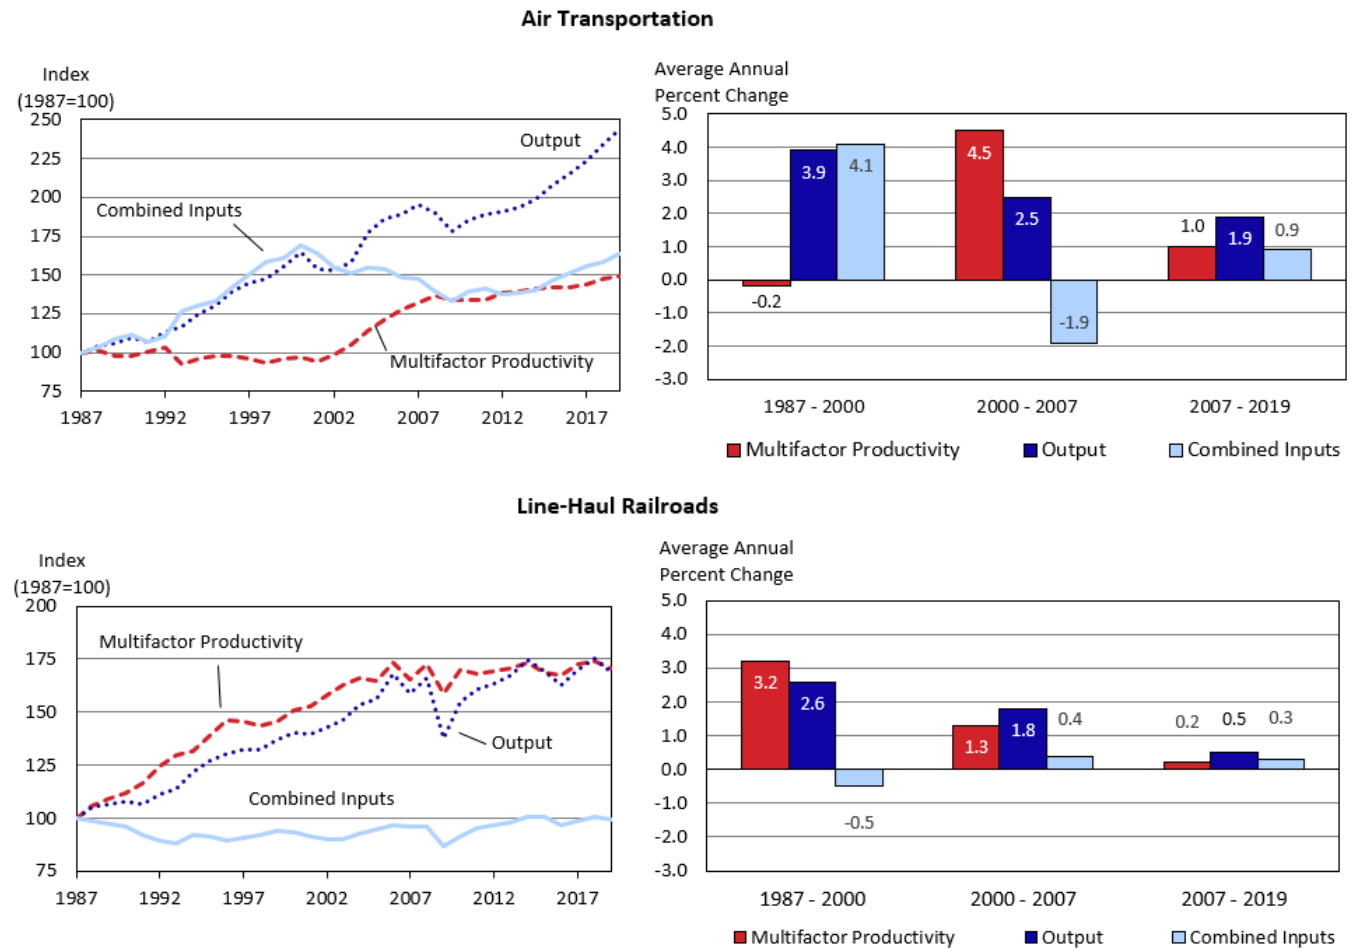 Air Transportation
Index
(1987=100)
250
225
200
175
150
125
100
75
1987
1992
1997
2002
2007
2012
2017
Output
Combined Inputs
Multifactor Productivity
Average Annual
Percent Change
5.0
4.0
3.0
2.0
1.0
0.0
-1.0
-2.0
-3.0
-0.2
3.9
4.1
4.5
2.5
-1.9
1.0
1.9
0.9
1987 - 2000
2000 - 2007
2007 - 2019
Multifactor Productivity
Output
Combined Inputs
Line-Haul Railroads
Index
(1987=100)
200
175
150
125
100
75
1987
1992
1997
2002
2007
2012
2017
Multifactor Productivity
Output
Combined Inputs
Average Annual
Percent Change
5.0
4.0
3.0
2.0
1.0
0.0
-1.0
-2.0
-3.0
3.2
2.6
-0.5
1.3
1.8
0.4
0.2
0.5
0.3
1987 - 2000
2000 - 2007
2007 - 2019
Multifactor Productivity
Output
Combined Inputs